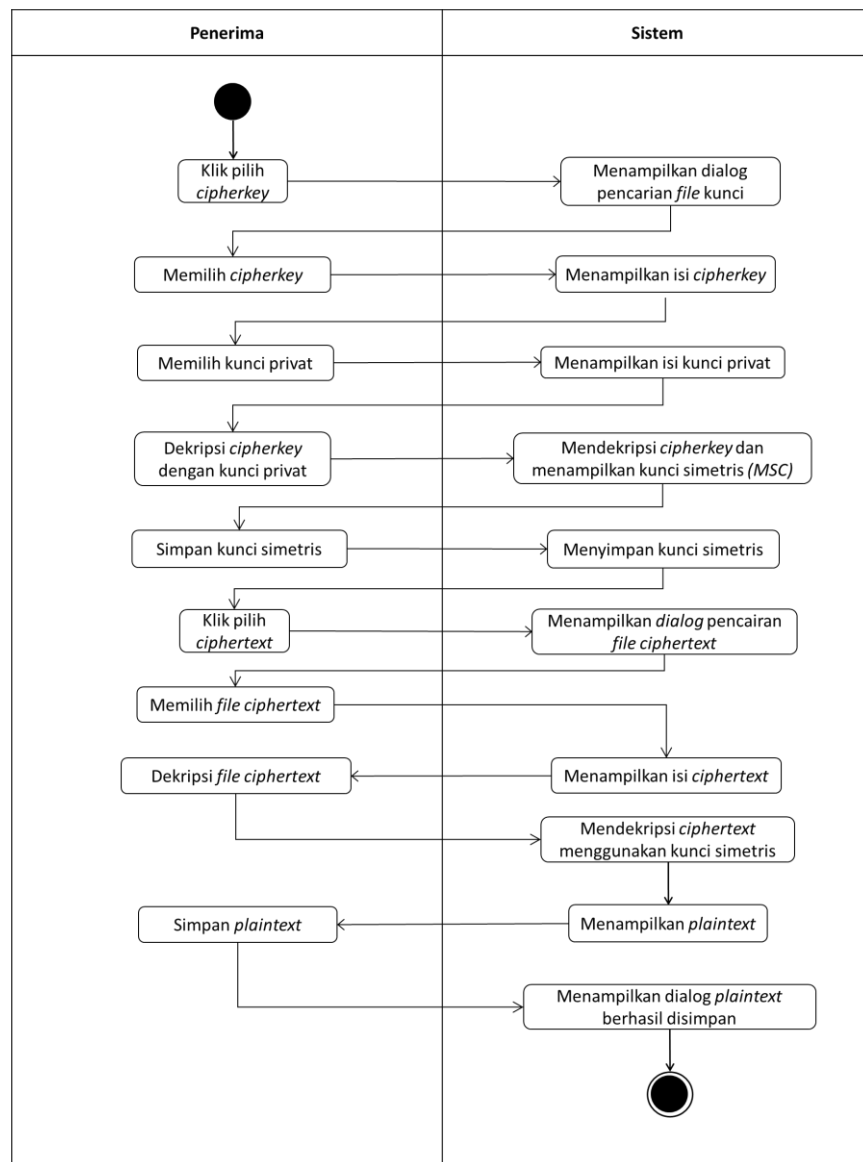 Penerima
Sistem
Klik pilih
cipherkey
Menampilkan dialog
pencarian file kunci
Memilih cipherkey
Menampilkan isi cipherkey
Memilih kunci privat
Menampilkan isi kunci privat
Dekripsi cipherkey
dengan kunci privat
Mendekripsi cipherkey dan
menampilkan kunci simetris (MSC)
Simpan kunci simetris
Menyimpan kunci simetris
Klik pilih
ciphertext
Menampilkan dialog pencairan
file ciphertext
Memilih file ciphertext
Menampilkan isi ciphertext
Dekripsi file ciphertext
Mendekripsi ciphertext
menggunakan kunci simetris
Menampilkan plaintext
Simpan plaintext
Menampilkan dialog plaintext
berhasil disimpan